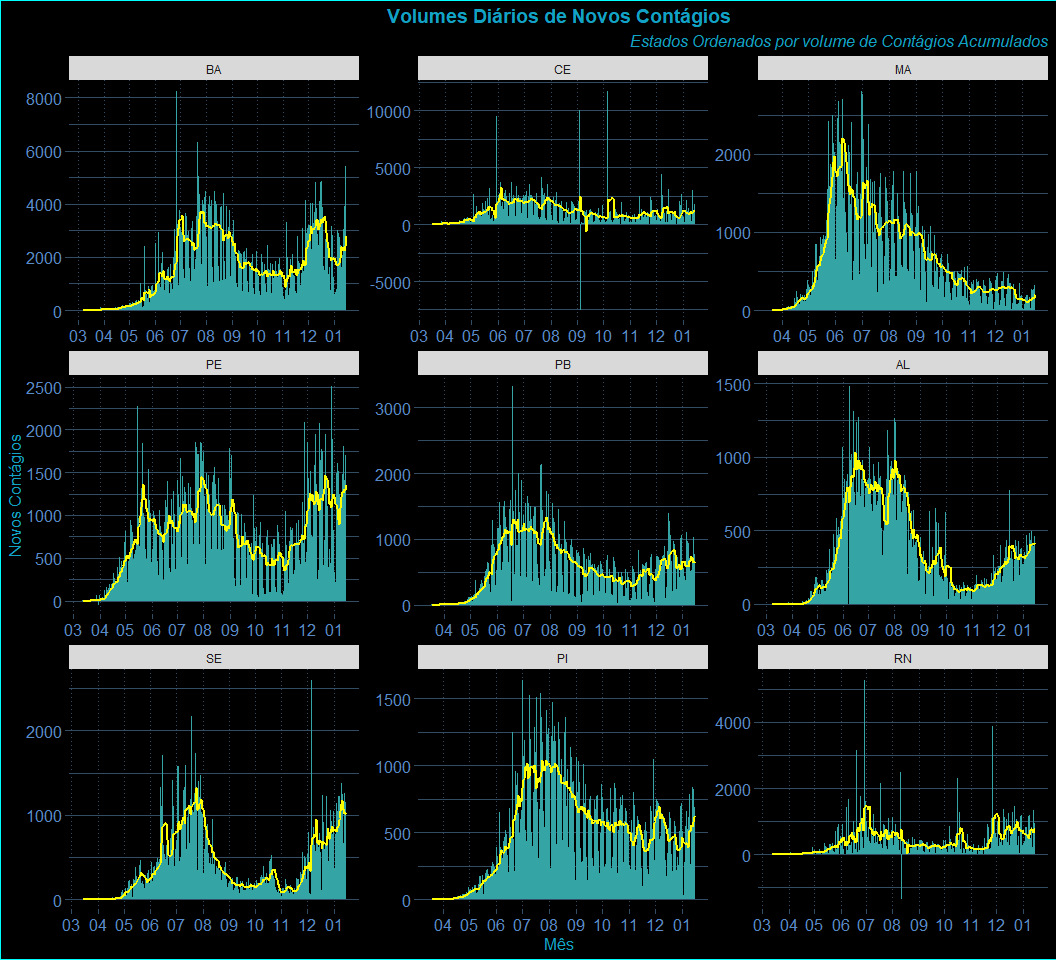 Volumes Diários de Novos Contágios
Estados Ordenados por volume de Contágios Acumulados
BA
CE
MA
8000
6000
4000
2000
0
03 04 05 06 07 08 09 10 11 12 01
10000
5000
0
-5000
03 04 05 06 07 08 09 10 11 12 01
2000
1000
0
04 05 06 07 08 09 10 11 12 01
Novos Contágios
PE
PB
AL
2500
2000
1500
1000
500
0
03 04 05 06 07 08 09 10 11 12 01
3000
2000
1000
0
04 05 06 07 08 09 10 11 12 01
1500
1000
500
0
03 04 05 06 07 08 09 10 11 12 01
SE
PI
RN
2000
1000
0
03 04 05 06 07 08 09 10 11 12 01
1500
1000
500
0
04 05 06 07 08 09 10 11 12 01
4000
2000
0
03 04 05 06 07 08 09 10 11 12 01
Mês